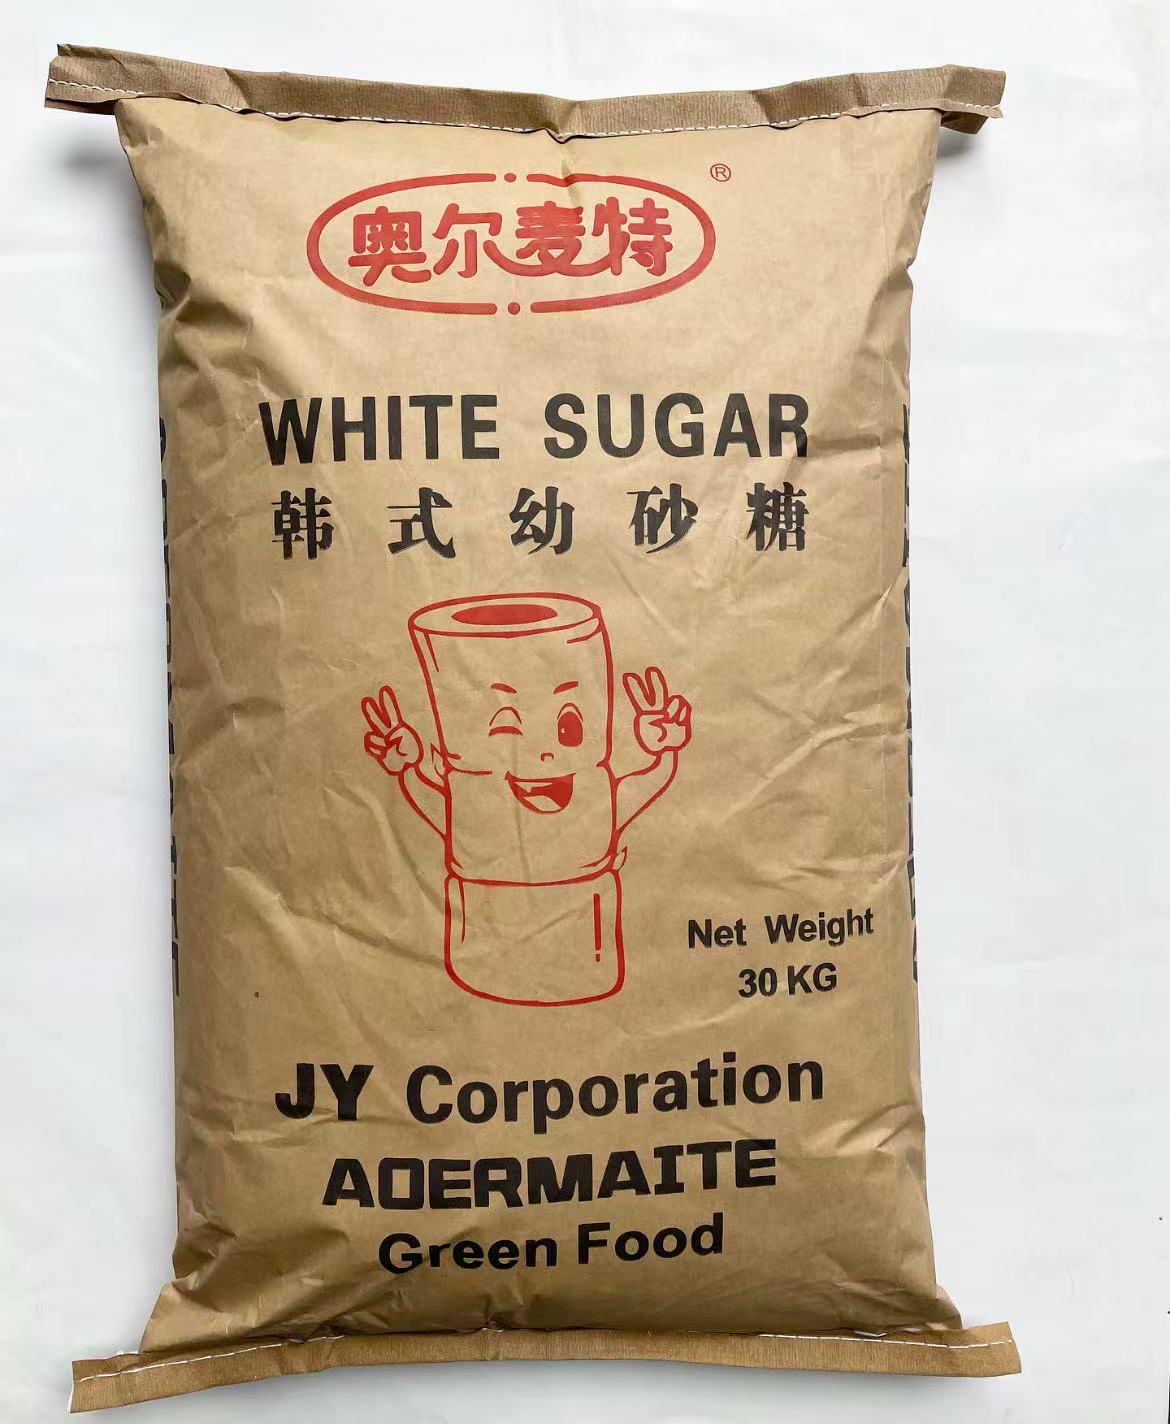 奥尔麦特®
WHITE SUGAR
韩式幼砂糖
Net Weight
30 KG
JY Corporation
AOERMAITE
Green Food